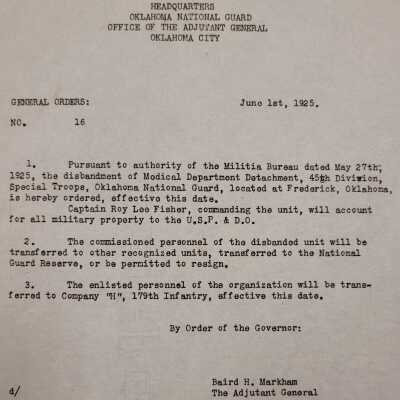 HEADQUARTERS
OKLAHOMA NATIONAL GUARD
OFFICE OF THE ADJUTANT GENERAL
OKLAHOMA CITY
GENERAL ORDERS: June 1st, 1925.
NO. 16
1. Pursuant to authority of the Militia Bureau dated May 27th,
1925, the disbandment of Medical Department Detachment, 45th Division,
Special Troops, Oklahoma National Guard, located at Frederick, Oklahoma,
is hereby ordered, effective this date.
Captain Roy Lee Fisher, commanding the unit, will account
for all military property to the U.S.P. & D.O.
2. The commissioned personnel of the disbanded unit will be
transferred to other recognized units, transferred to the National
Guard Reserve, or be permitted to resign.
3. The enlisted personnel of the organization will be trans-
ferred to Company "H", 179th Infantry, effective this date.
By Order of the Governor:
Baird H. Markham
d/ The Adjutant General